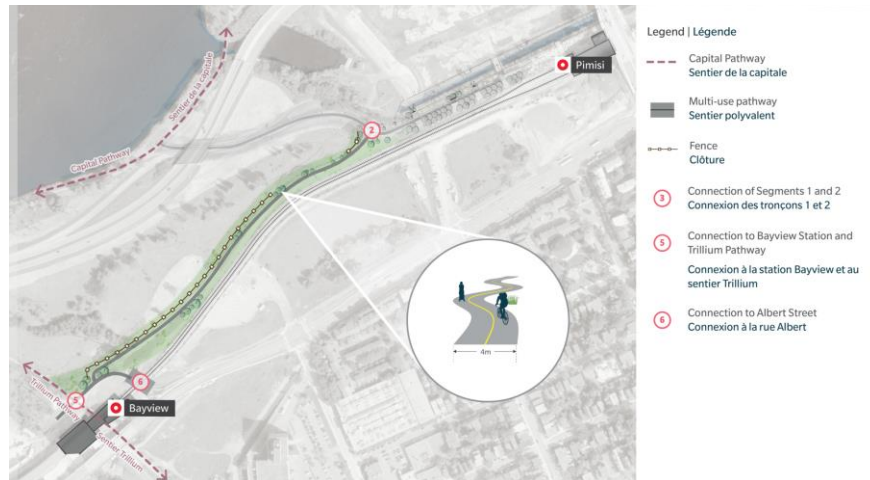 Capital Pathway
Sentier de la capitale
2
Pimisi
4m
5
6
Bayview
Trillium Pathway
Sentier Trillium
Legend | Légende
Capital Pathway
Sentier de la capitale
Multi-use pathway
Sentier polyvalent
Fence
Clôture
3
Connection of Segments 1 and 2
Connexion des tronçons 1 et 2
5
Connection to Bayview Station and
Trillium Pathway
Connexion à la station Bayview et au
sentier Trillium
6
Connection to Albert Street
Connexion à la rue Albert